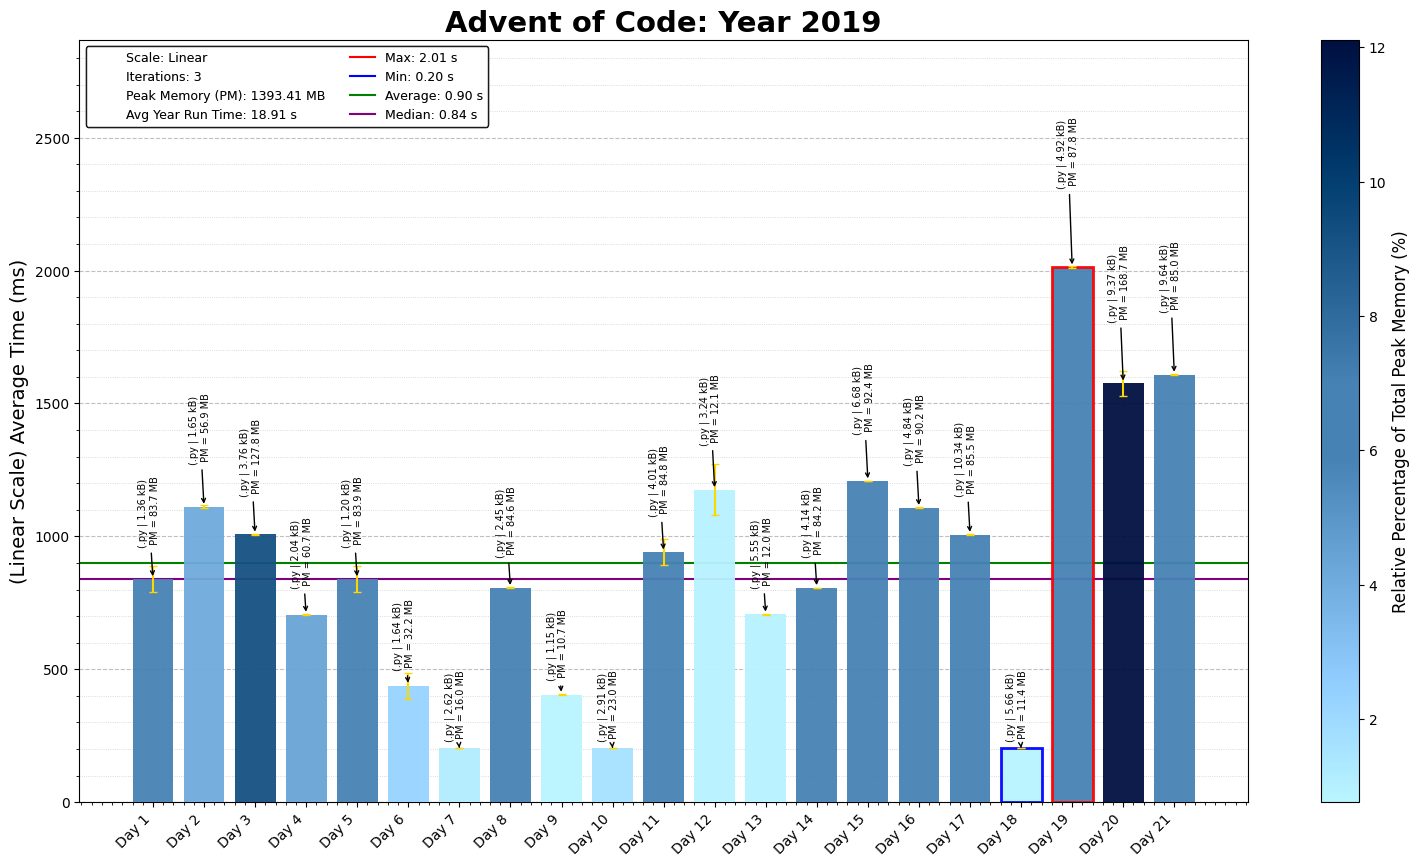 Advent of Code: Year 2019
Scale: Linear
Iterations: 3
Peak Memory (PM): 1393.41 MB
Avg Year Run Time: 18.91 s
Max: 2.01 s
Min: 0.20 s
Average: 0.90 s
Median: 0.84 s
(Linear Scale) Average Time (ms)
2500
2000
1500
1000
500
0
(.py | 1.36 kB)
PM = 83.7 MB
(.py | 1.65 kB)
PM = 56.9 MB
(.py | 3.76 kB)
PM = 127.8 MB
(.py | 2.04 kB)
PM = 60.7 MB
(.py | 1.20 kB)
PM = 83.9 MB
(.py | 1.64 kB)
PM = 32.2 MB
(.py | 2.62 kB)
PM = 16.0 MB
(.py | 2.45 kB)
PM = 84.6 MB
(.py | 1.15 kB)
PM = 10.7 MB
(.py | 2.91 kB)
PM = 23.0 MB
(.py | 4.01 kB)
PM = 84.8 MB
(.py | 3.24 kB)
PM = 12.1 MB
(.py | 5.55 kB)
PM = 12.0 MB
(.py | 4.14 kB)
PM = 84.2 MB
(.py | 6.68 kB)
PM = 92.4 MB
(.py | 4.84 kB)
PM = 90.2 MB
(.py | 10.34 kB)
PM = 85.5 MB
(.py | 5.66 kB)
PM = 11.4 MB
(.py | 4.92 kB)
PM = 87.8 MB
(.py | 9.37 kB)
PM = 168.7 MB
(.py | 9.64 kB)
PM = 85.0 MB
Day 1
Day 2
Day 3
Day 4
Day 5
Day 6
Day 7
Day 8
Day 9
Day 10
Day 11
Day 12
Day 13
Day 14
Day 15
Day 16
Day 17
Day 18
Day 19
Day 20
Day 21
12
10
8
6
4
2
Relative Percentage of Total Peak Memory (%)